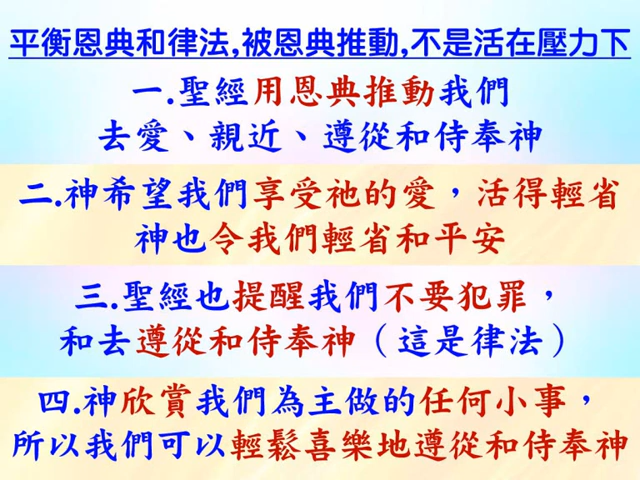 平衡恩典和律法,被恩典推動,不是活在壓力下
一.聖經用恩典推動我們
去愛、親近、遵從和侍奉神
二.神希望我們享受祂的愛，活得輕省
神也令我們輕省和平安
三.聖經也提醒我們不要犯罪，
和去遵從和侍奉神（這是律法）
四.神欣賞我們為主做的任何小事，
所以我們可以輕鬆喜樂地遵從和侍奉神